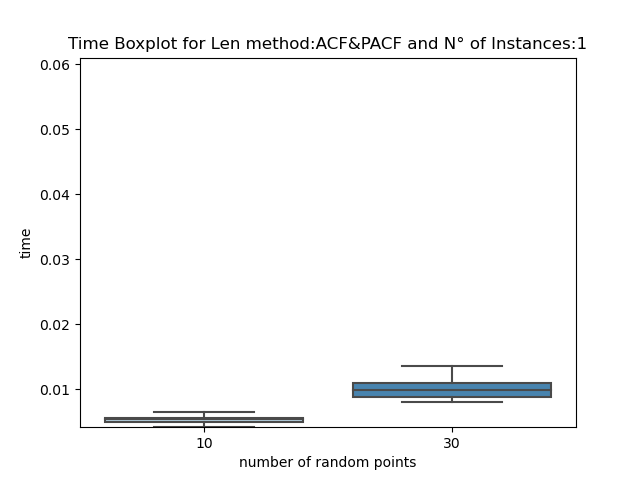 Time Boxplot for Len method:ACF&PACF and N° of Instances:1
0.06
0.05
0.04
0.03
0.02
0.01
time
10
30
number of random points